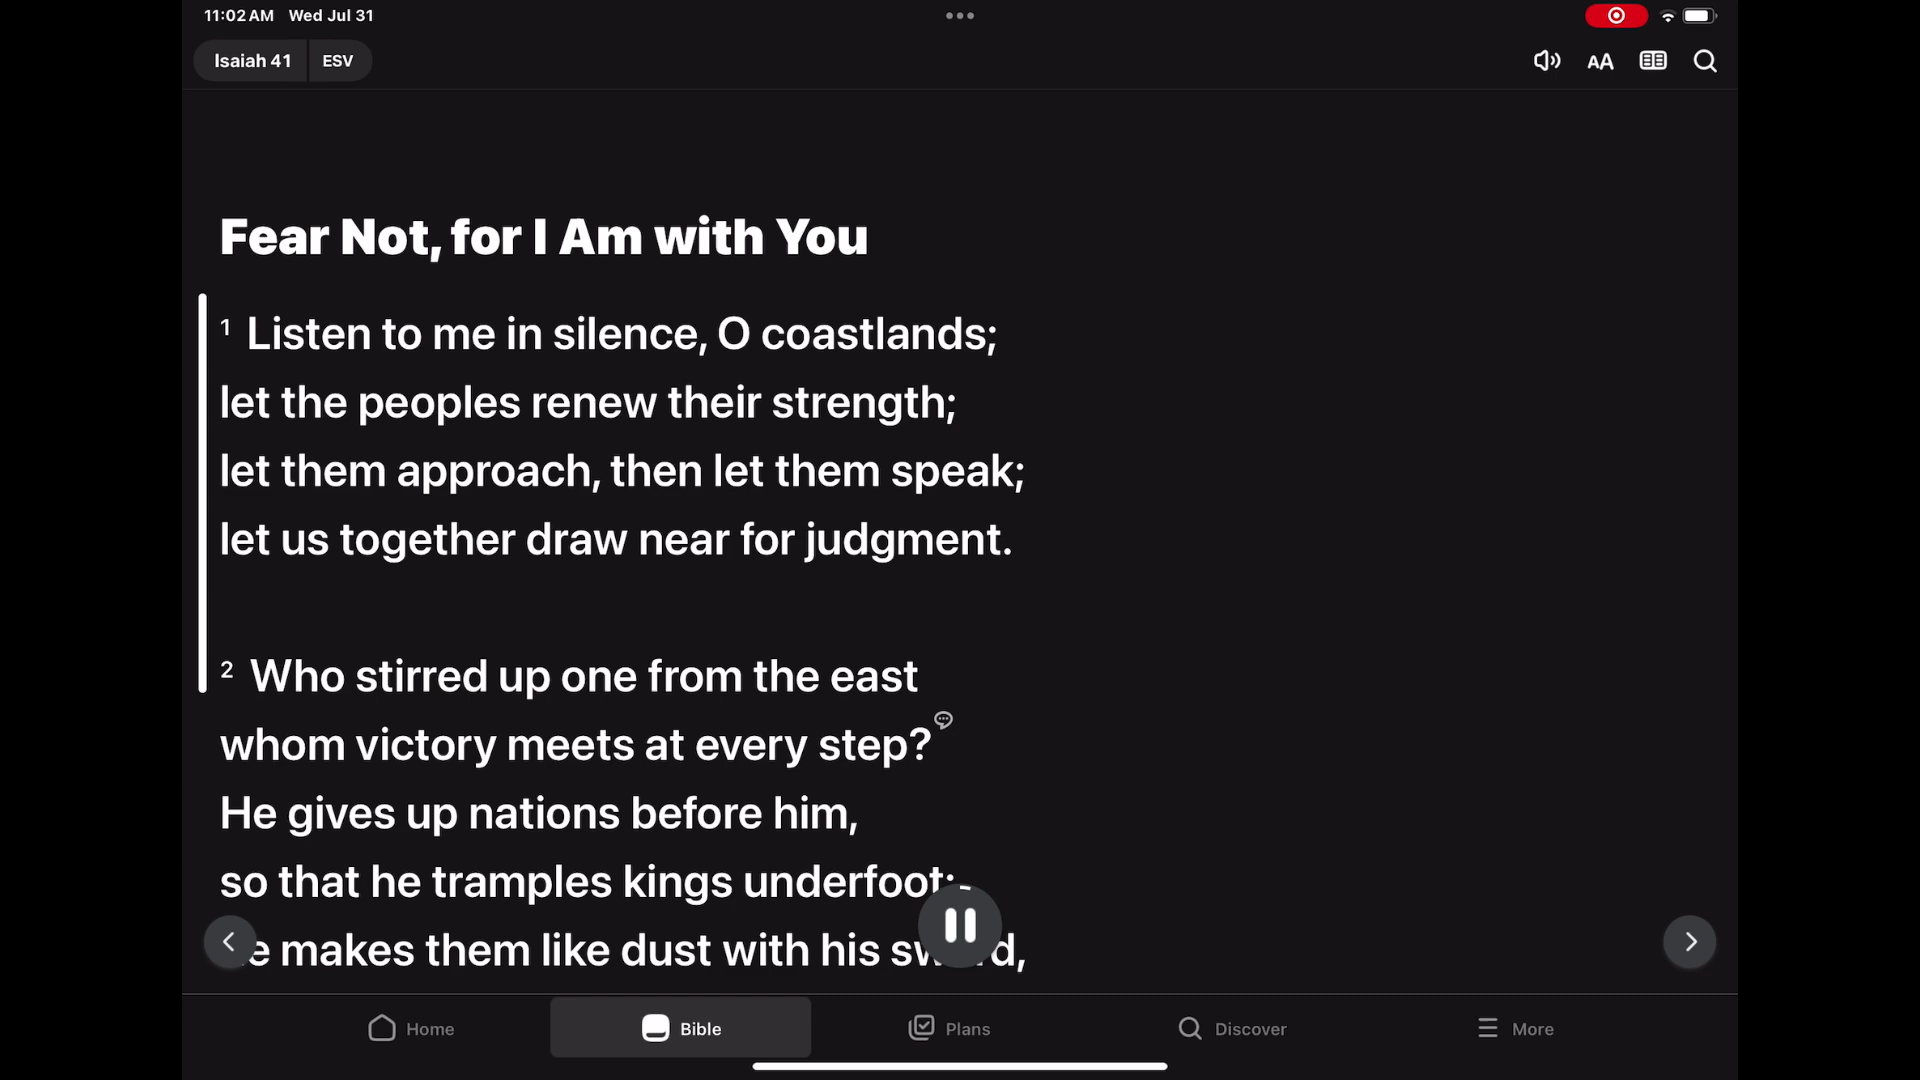 11:02 AM Wed Jul 31
Isaiah 41 ESV
AA
Fear Not, for I Am with You
1 Listen to me in silence, O coastlands;
let the peoples renew their strength;
let them approach, then let them speak;
let us together draw near for judgment.
2 Who stirred up one from the east
whom victory meets at every step?
He gives up nations before him,
so that he tramples kings underfoot;
makes them like dust with his
Home Bible Plans Discover More